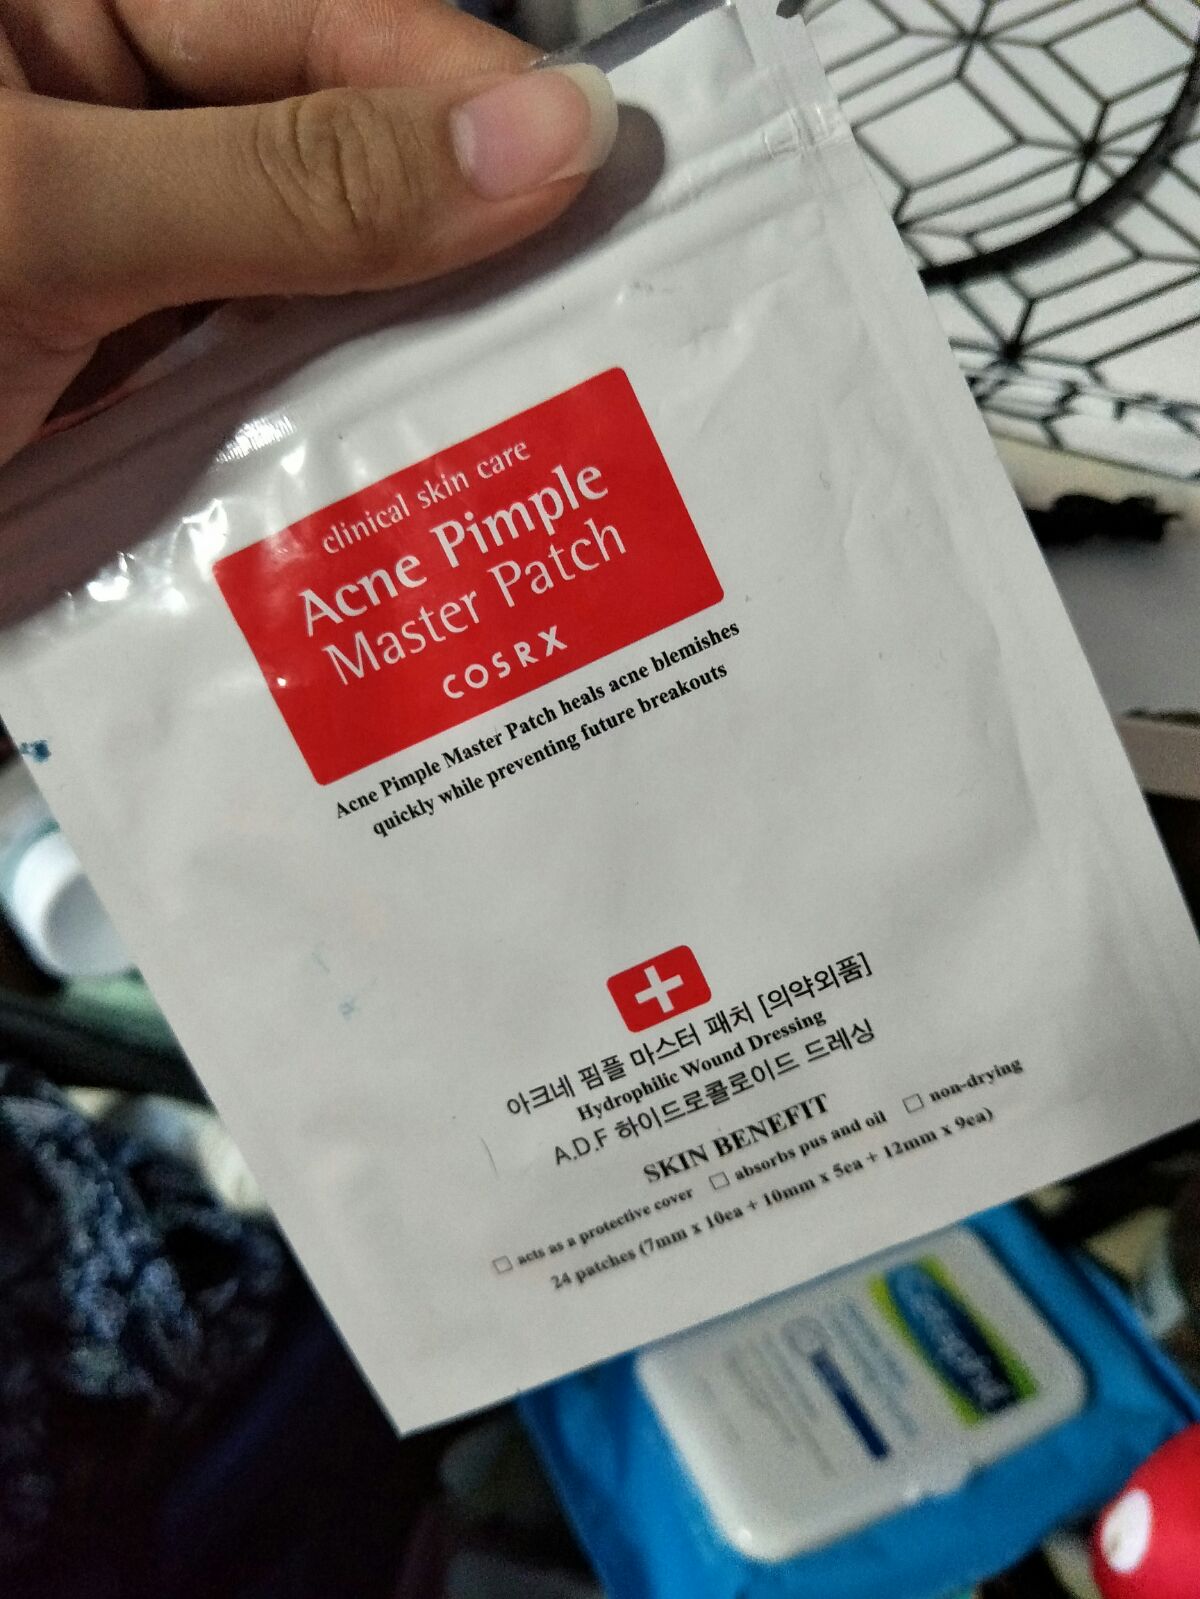 clinical skin care
Acne Pimple
Master Patch
COSRX
Acne Pimple Master Patch heals acne blemishes
quickly while preventing future breakouts
아크네 핌플 마스터 패치 [의약외품]
Hydrophilic Wound Dressing
A.D.F 하이드로콜로이드 드레싱
SKIN BENEFIT
☐ acts as a protective cover ☐ absorbs pus and oil ☐ non-drying
24 patches (7mm x 10ea + 10mm x 5ea + 12mm x 9ea)
Cetaphil